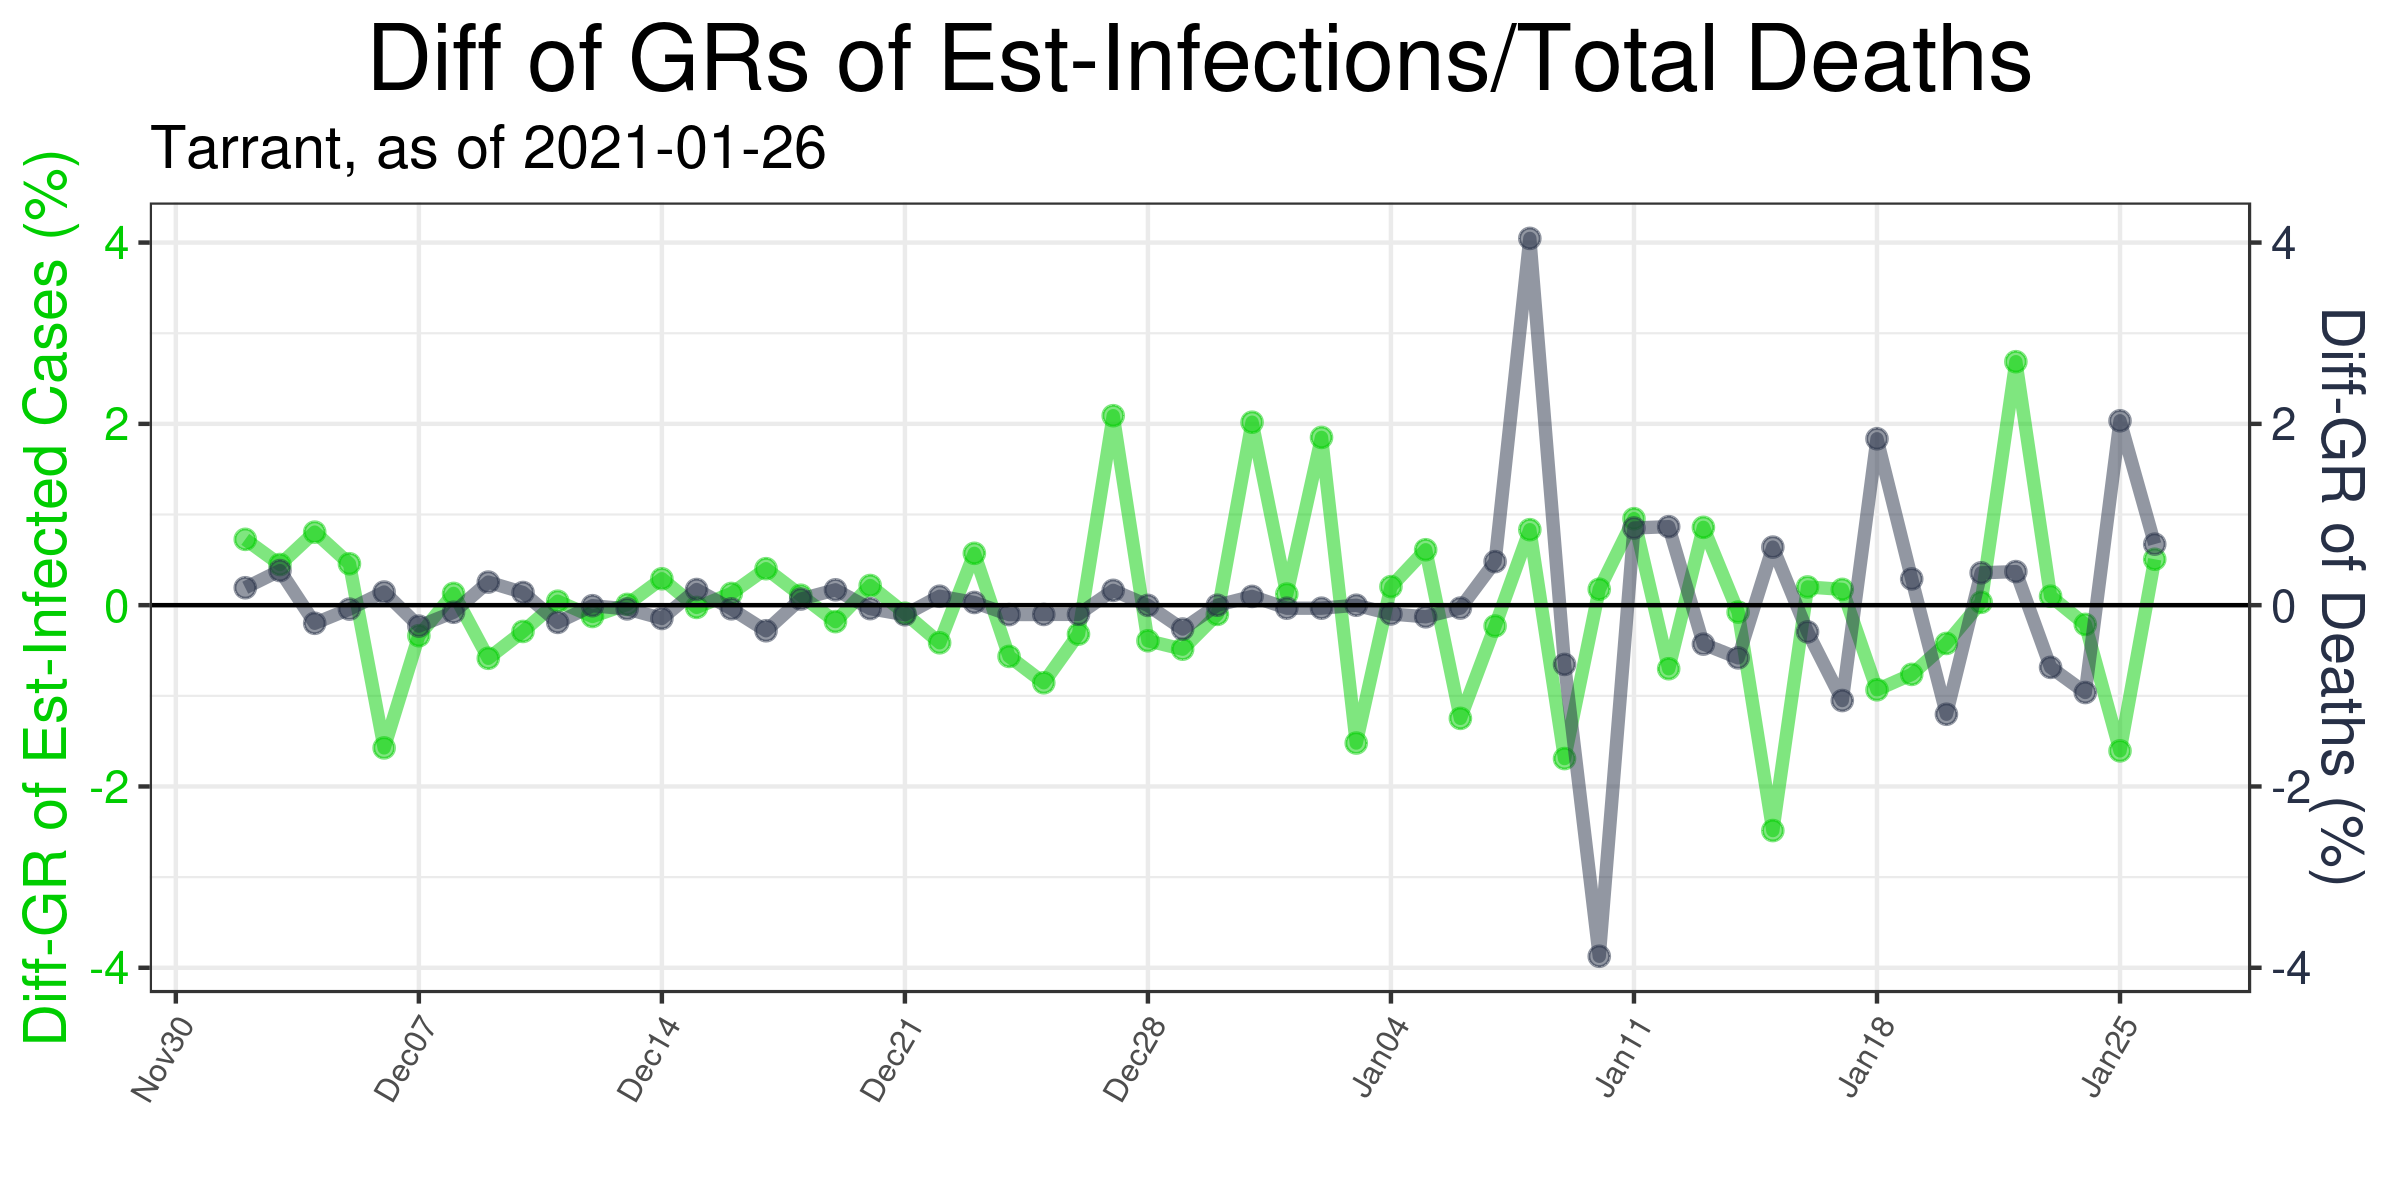 Diff of GRs of Est-Infections/Total Deaths
Tarrant, as of 2021-01-26
Diff-GR of Est-Infected Cases (%)
4
2
0
-2
-4
4
2
0
-2
-4
Diff-GR of Deaths (%)
Nov30
Dec07
Dec14
Dec21
Dec28
Jan04
Jan11
Jan18
Jan25